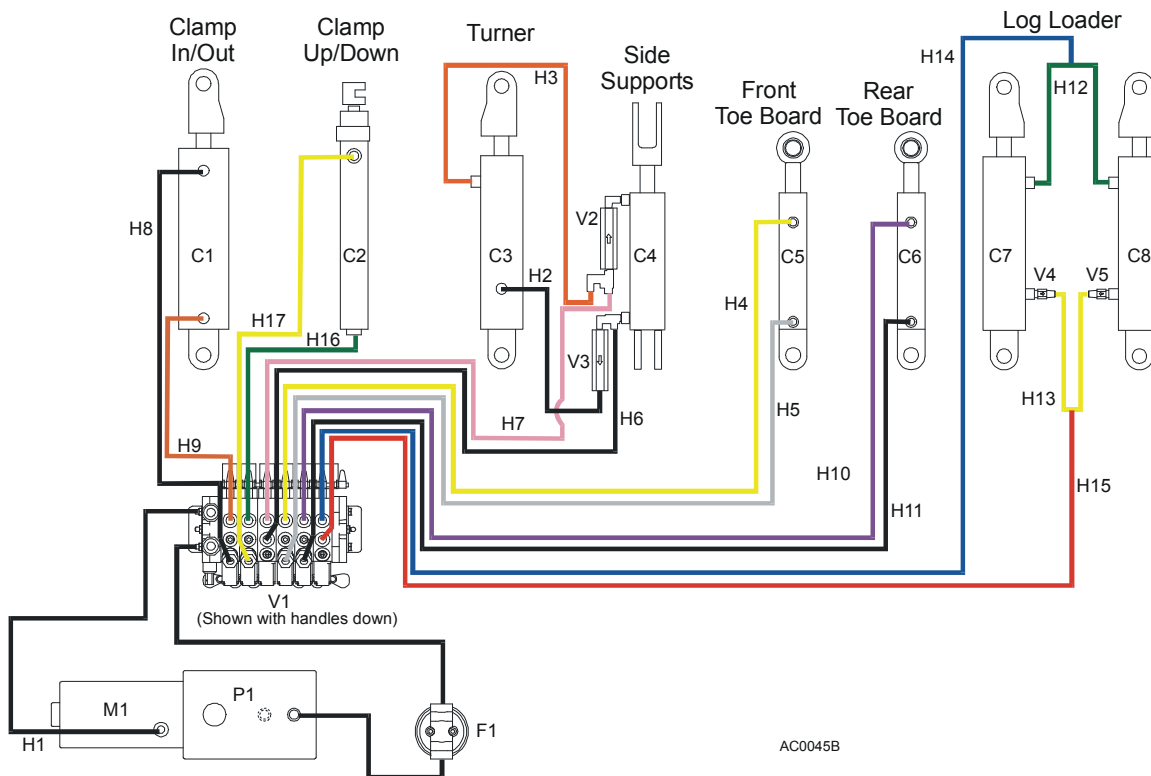 Clamp
In/Out
Clamp
Up/Down
Turner
Side
Supports
Front
Toe Board
Rear
Toe Board
Log Loader
H3
H14
H12
H8
V2
C1
C2
C3
H2
C4
H4
C5
C6
C7
V4
V5
C8
H17
H16
V3
H6
H5
H13
H7
H9
H10
H15
H11
V1
(Shown with handles down)
M1
P1
F1
H1
AC0045B